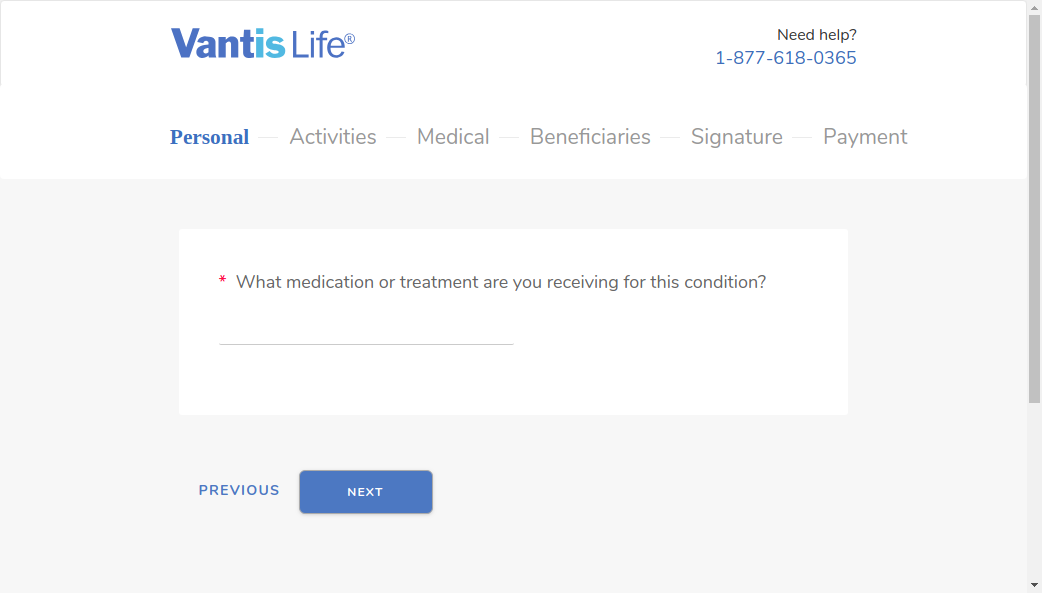 Vantis Life®
Need help?
1-877-618-0365
Personal
Activities
Medical
Beneficiaries
Signature
Payment
* What medication or treatment are you receiving for this condition?
PREVIOUS
NEXT